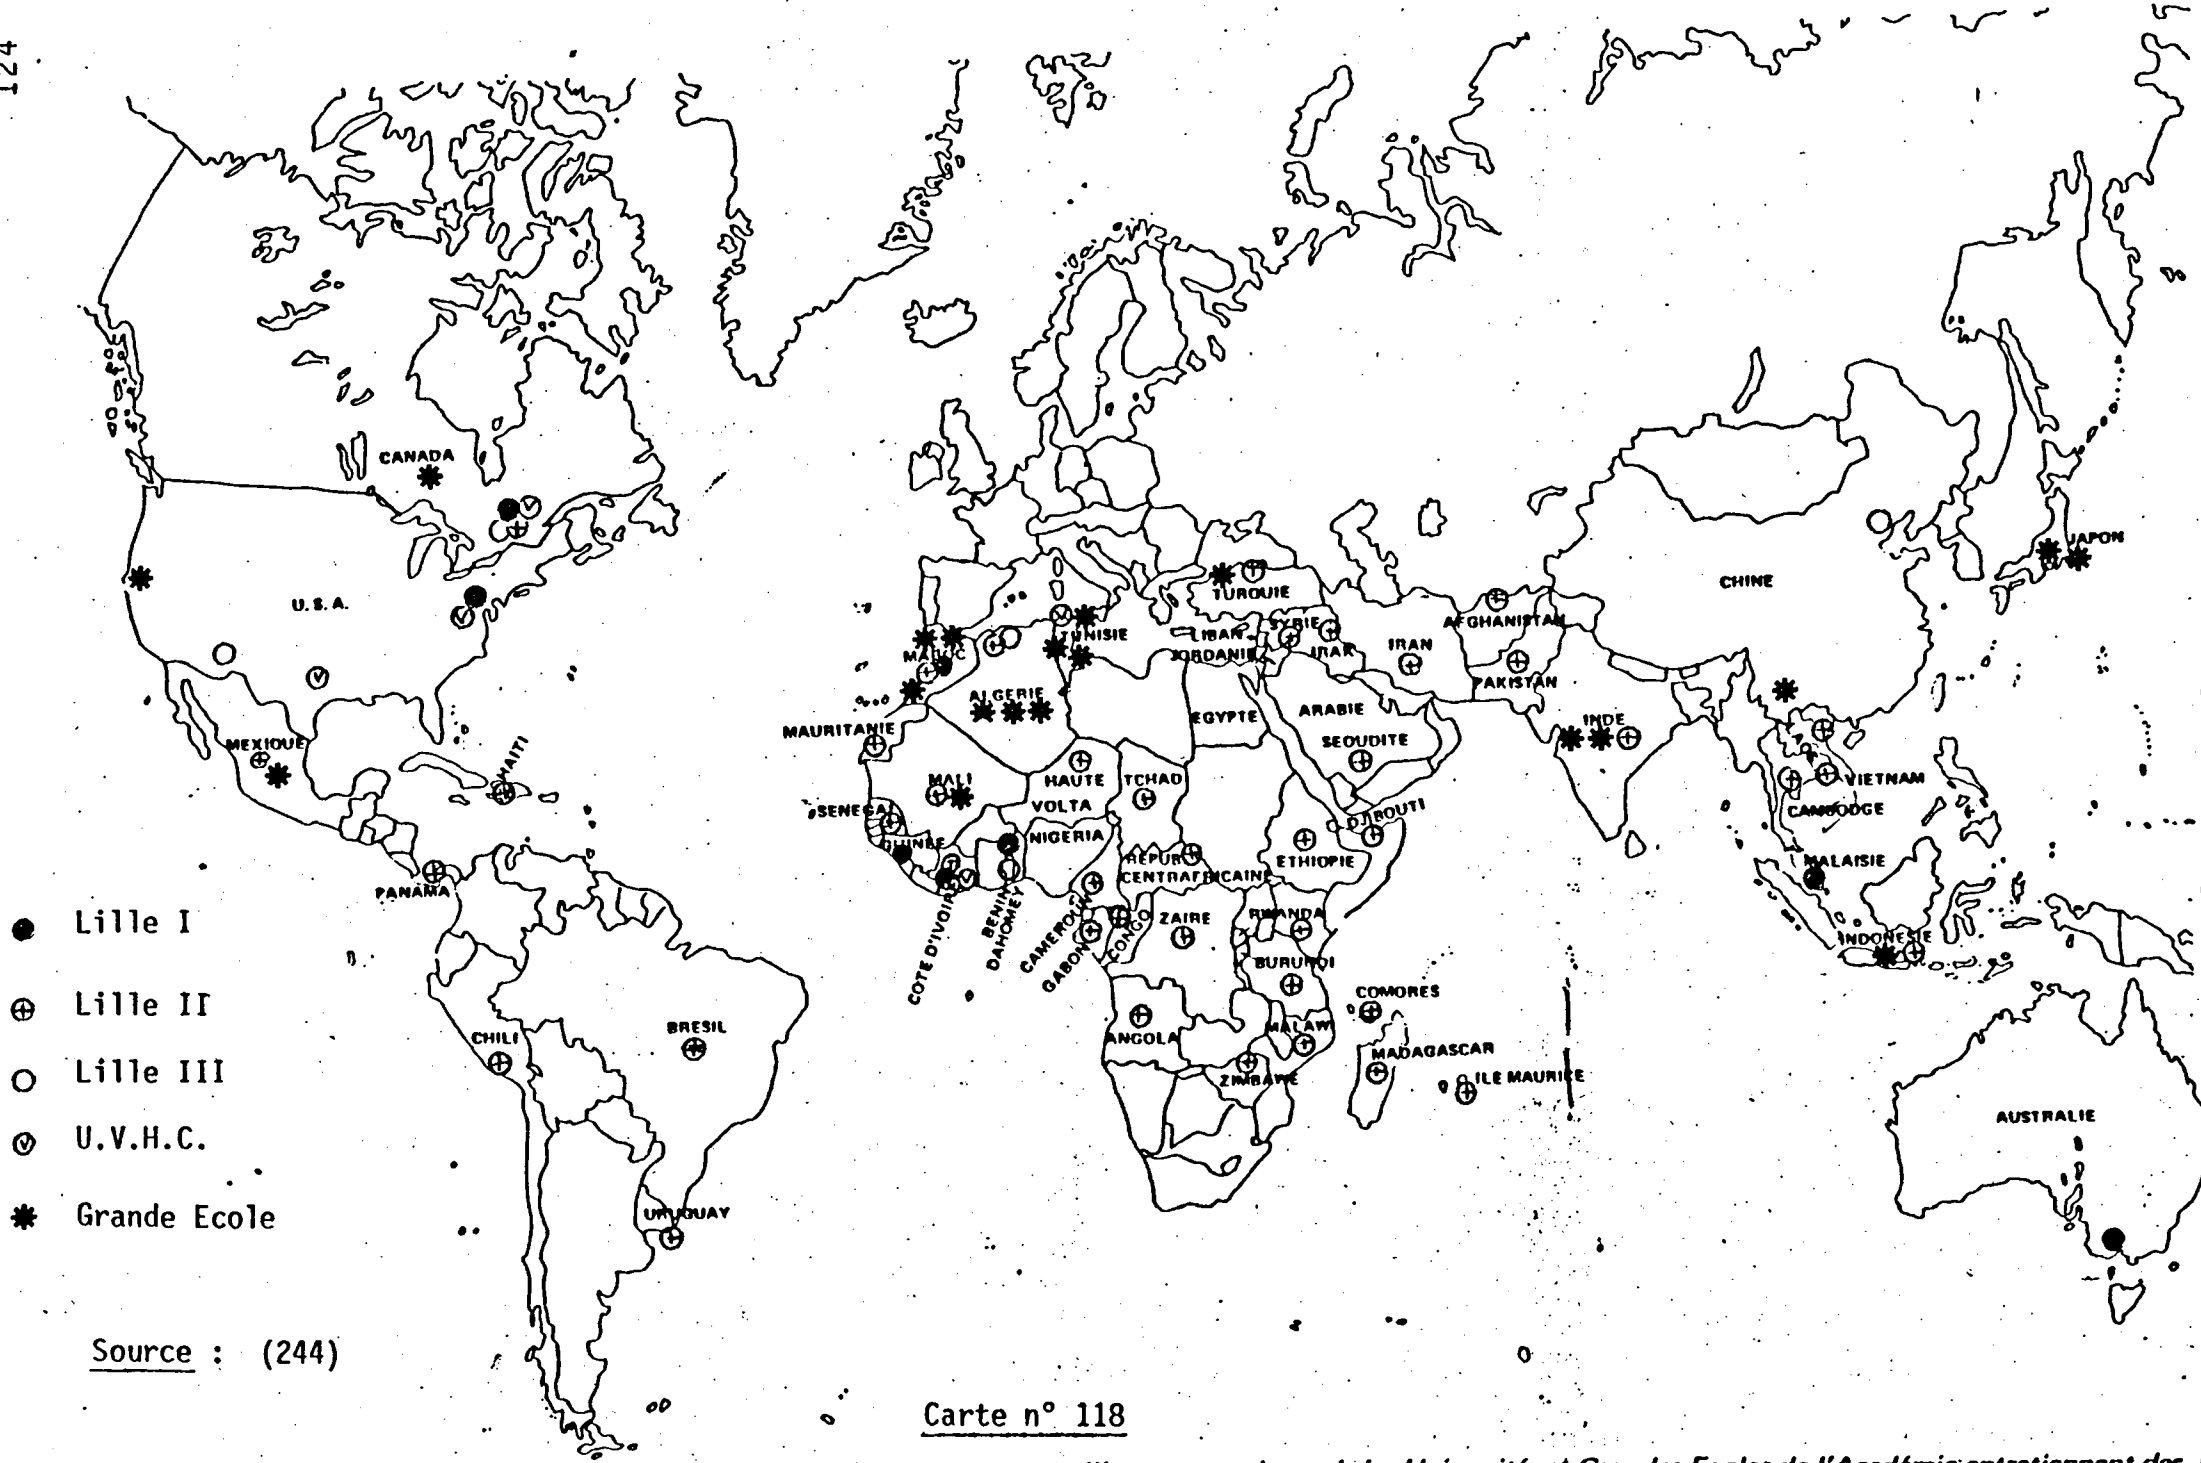 124
CANADA
U.S.A.
MEXIQUE
HAITI
PANAMA
CHILI
BRESIL
URUGUAY
MAROC
TUNISIE
ALGERIE
MAURITANIE
MALI
SENEGAL
GUINEE
COTE D'IVOIRE
BENIN
DAHOMEY
HAUTE
VOLTA
NIGERIA
TCHAD
REPUB
CENTRAFRICAINE
CAMEROUN
GABON
CONGO
ZAIRE
RWANDA
BURUNDI
ANGOLA
MALAWI
ZIMBAWE
COMORES
MADAGASCAR
ILE MAURICE
ETHIOPIE
DJIBOUTI
EGYPTE
ARABIE
SEOUDITE
TURQUIE
LIBAN
SYRIE
JORDANIE
IRAK
IRAN
AFGHANISTAN
PAKISTAN
INDE
CHINE
JAPON
VIETNAM
CAMBODGE
MALAISIE
INDONESIE
AUSTRALIE
Lille I
Lille II
Lille III
U.V.H.C.
Grande Ecole
Source : (244)
Carte n° 118